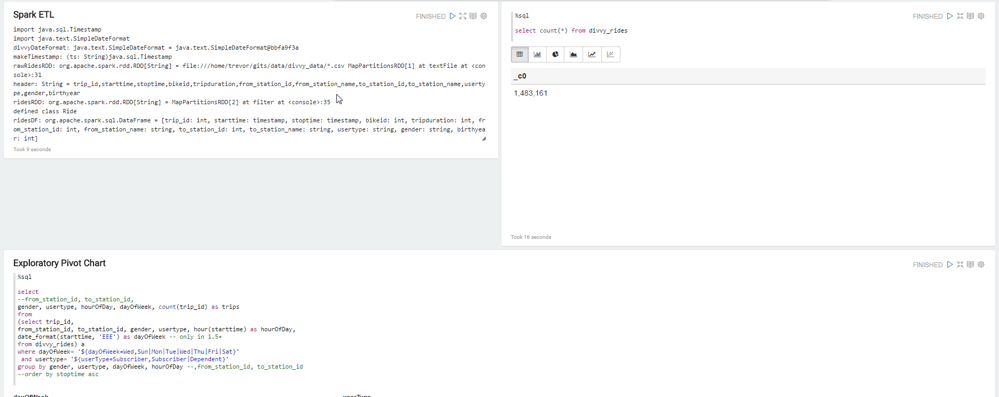 Spark ETL
FINISHED
import java.sql.Timestamp
import java.text.SimpleDateFormat
divvyDateFormat: java.text.SimpleDateFormat = java.text.SimpleDateFormat@bbfa9f3a
makeTimestamp: (ts: String)java.sql.Timestamp
rawRidesRDD: org.apache.spark.rdd.RDD[String] = file:///home/trevor/gits/data/divvy_data/*.csv MapPartitionsRDD[1] at textFile at <con
sole>:31
header: String = trip_id,starttime,stoptime,bikeid,tripduration,from_station_id,from_station_name,to_station_id,to_station_name,userty
pe,gender,birthyear
ridesRDD: org.apache.spark.rdd.RDD[String] = MapPartitionsRDD[2] at filter at <console>:35
defined class Ride
ridesDF: org.apache.spark.sql.DataFrame = [trip_id: int, starttime: timestamp, stoptime: timestamp, bikeid: int, tripduration: int, fr
om_station_id: int, from_station_name: string, to_station_id: int, to_station_name: string, usertype: string, gender: string, birthyea
r: int]
Took 9 seconds
%sql
FINISHED
select count(*) from divvy_rides
_c0
1,483,161
Took 16 seconds
Exploratory Pivot Chart
FINISHED
%sql
select
--from_station_id, to_station_id,
gender, usertype, hourOfDay, dayOfWeek, count(trip_id) as trips
from
(select trip_id,
from_station_id, to_station_id, gender, usertype, hour(starttime) as hourOfDay,
date_format(starttime, 'EEE') as dayOfWeek -- only in 1.5+
from divvy_rides) a
where dayOfWeek= '${dayOfWeek=Wed,Sun|Mon|Tue|Wed|Thu|Fri|Sat}'
and usertype= '${userType=Subscriber,Subscriber|Dependent}'
group by gender, usertype, dayOfWeek, hourOfDay --,from_station_id, to_station_id
--order by stoptime asc
dayOfWeek
userType